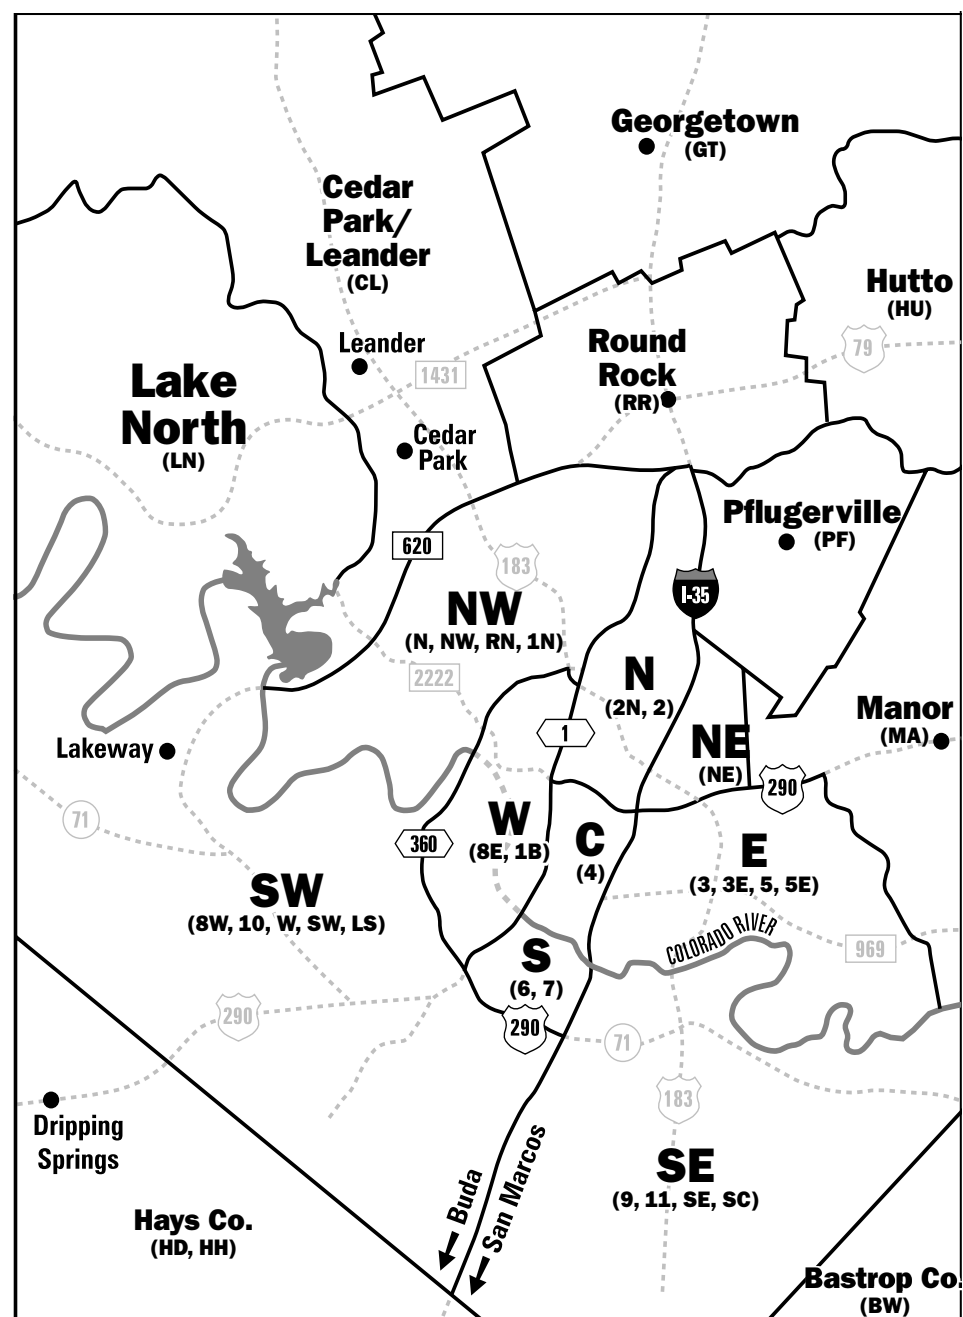 Georgetown
(GT)
Cedar
Park/
Leander
(CL)
Hutto
(HU)
Leander
1431
Round
Rock
(RR)
79
Lake
North
(LN)
Cedar
Park
Pflugerville
(PF)
620
183
I-35
NW
(N, NW, RN, 1N)
2222
N
(2N, 2)
Manor
(MA)
1
NE
(NE)
Lakeway
290
71
360
W
(8E, 1B)
C
(4)
E
(3, 3E, 5, 5E)
SW
(8W, 10, W, SW, LS)
COLORADO RIVER
969
S
(6, 7)
290
290
71
183
Dripping
Springs
SE
(9, 11, SE, SC)
Buda
San Marcos
Hays Co.
(HD, HH)
Bastrop Co.
(BW)